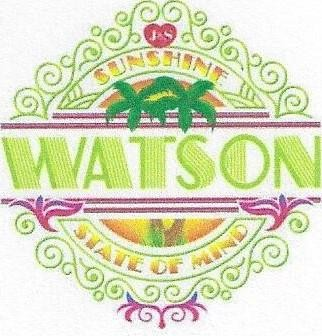 J&S
SUNSHINE
WATSON
STATE OF MIND